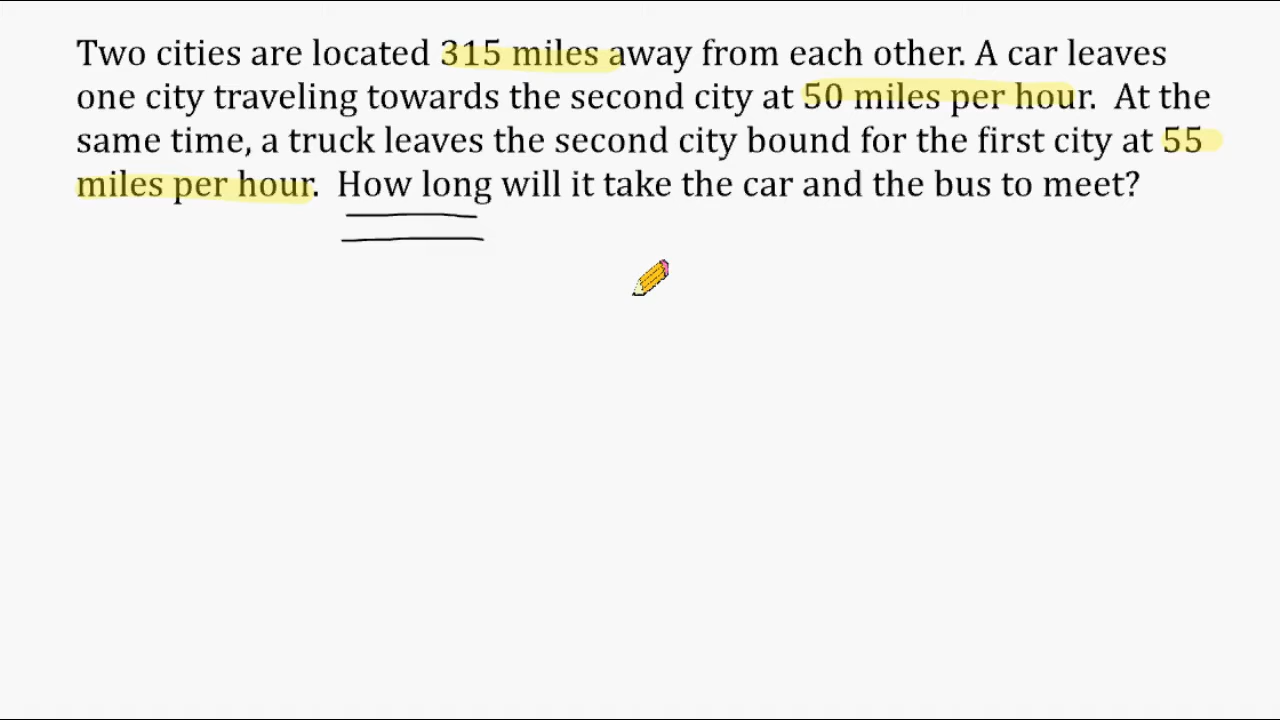 Two cities are located 315 miles away from each other. A car leaves
one city traveling towards the second city at 50 miles per hour.  At the
same time, a truck leaves the second city bound for the first city at 55
miles per hour.  How long will it take the car and the bus to meet?